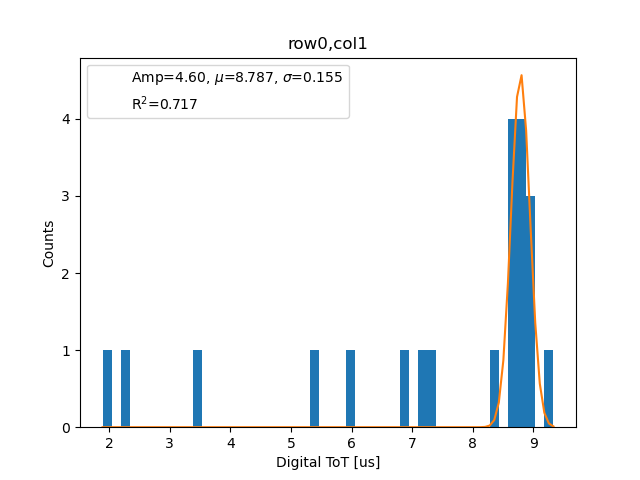 row0,col1
Amp=4.60, μ=8.787, σ=0.155
R²=0.717
Counts
4
3
2
1
0
2 3 4 5 6 7 8 9
Digital ToT [us]